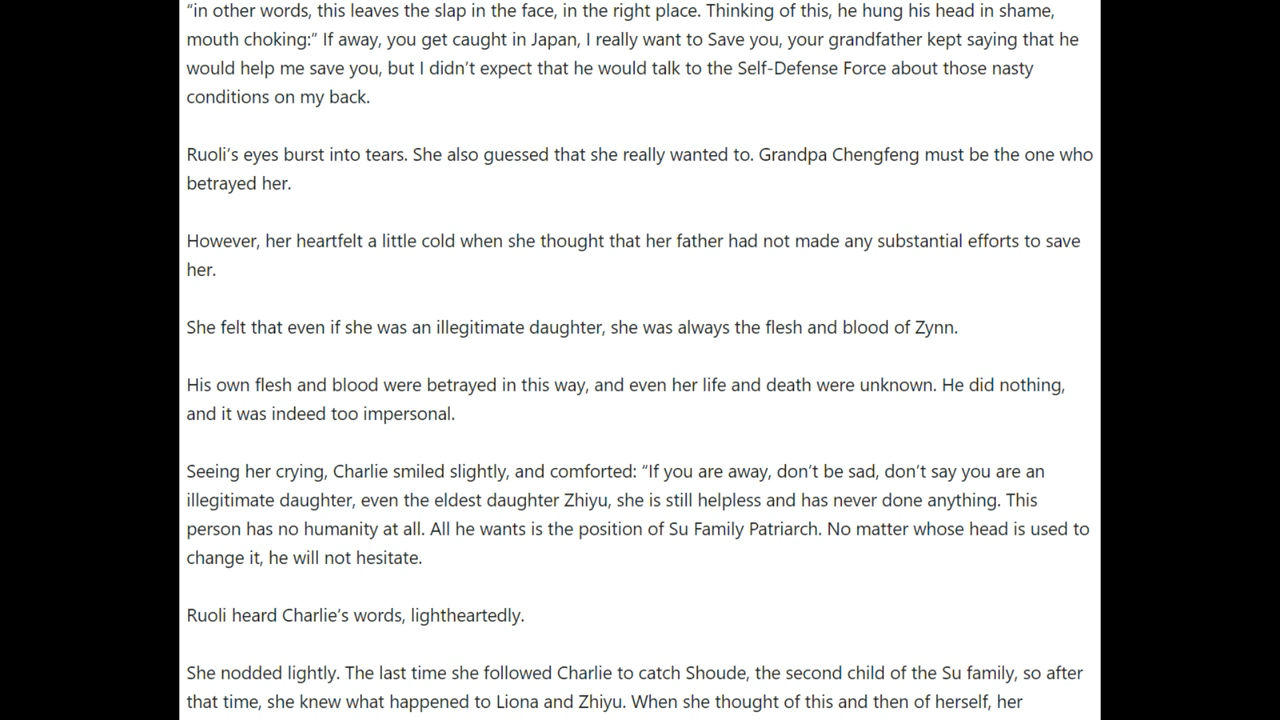 “in other words, this leaves the slap in the face, in the right place. Thinking of this, he hung his head in shame,
mouth choking:” If away, you get caught in Japan, I really want to Save you, your grandfather kept saying that he
would help me save you, but I didn’t expect that he would talk to the Self-Defense Force about those nasty
conditions on my back.
Ruoli’s eyes burst into tears. She also guessed that she really wanted to. Grandpa Chengfeng must be the one who
betrayed her.
However, her heartfelt a little cold when she thought that her father had not made any substantial efforts to save
her.
She felt that even if she was an illegitimate daughter, she was always the flesh and blood of Zynn.
His own flesh and blood were betrayed in this way, and even her life and death were unknown. He did nothing,
and it was indeed too impersonal.
Seeing her crying, Charlie smiled slightly, and comforted: “If you are away, don’t be sad, don’t say you are an
illegitimate daughter, even the eldest daughter Zhiyu, she is still helpless and has never done anything. This
person has no humanity at all. All he wants is the position of Su Family Patriarch. No matter whose head is used to
change it, he will not hesitate.
Ruoli heard Charlie’s words, lightheartedly.
She nodded lightly. The last time she followed Charlie to catch Shoude, the second child of the Su family, so after
that time, she knew what happened to Liona and Zhiyu. When she thought of this and then of herself, her